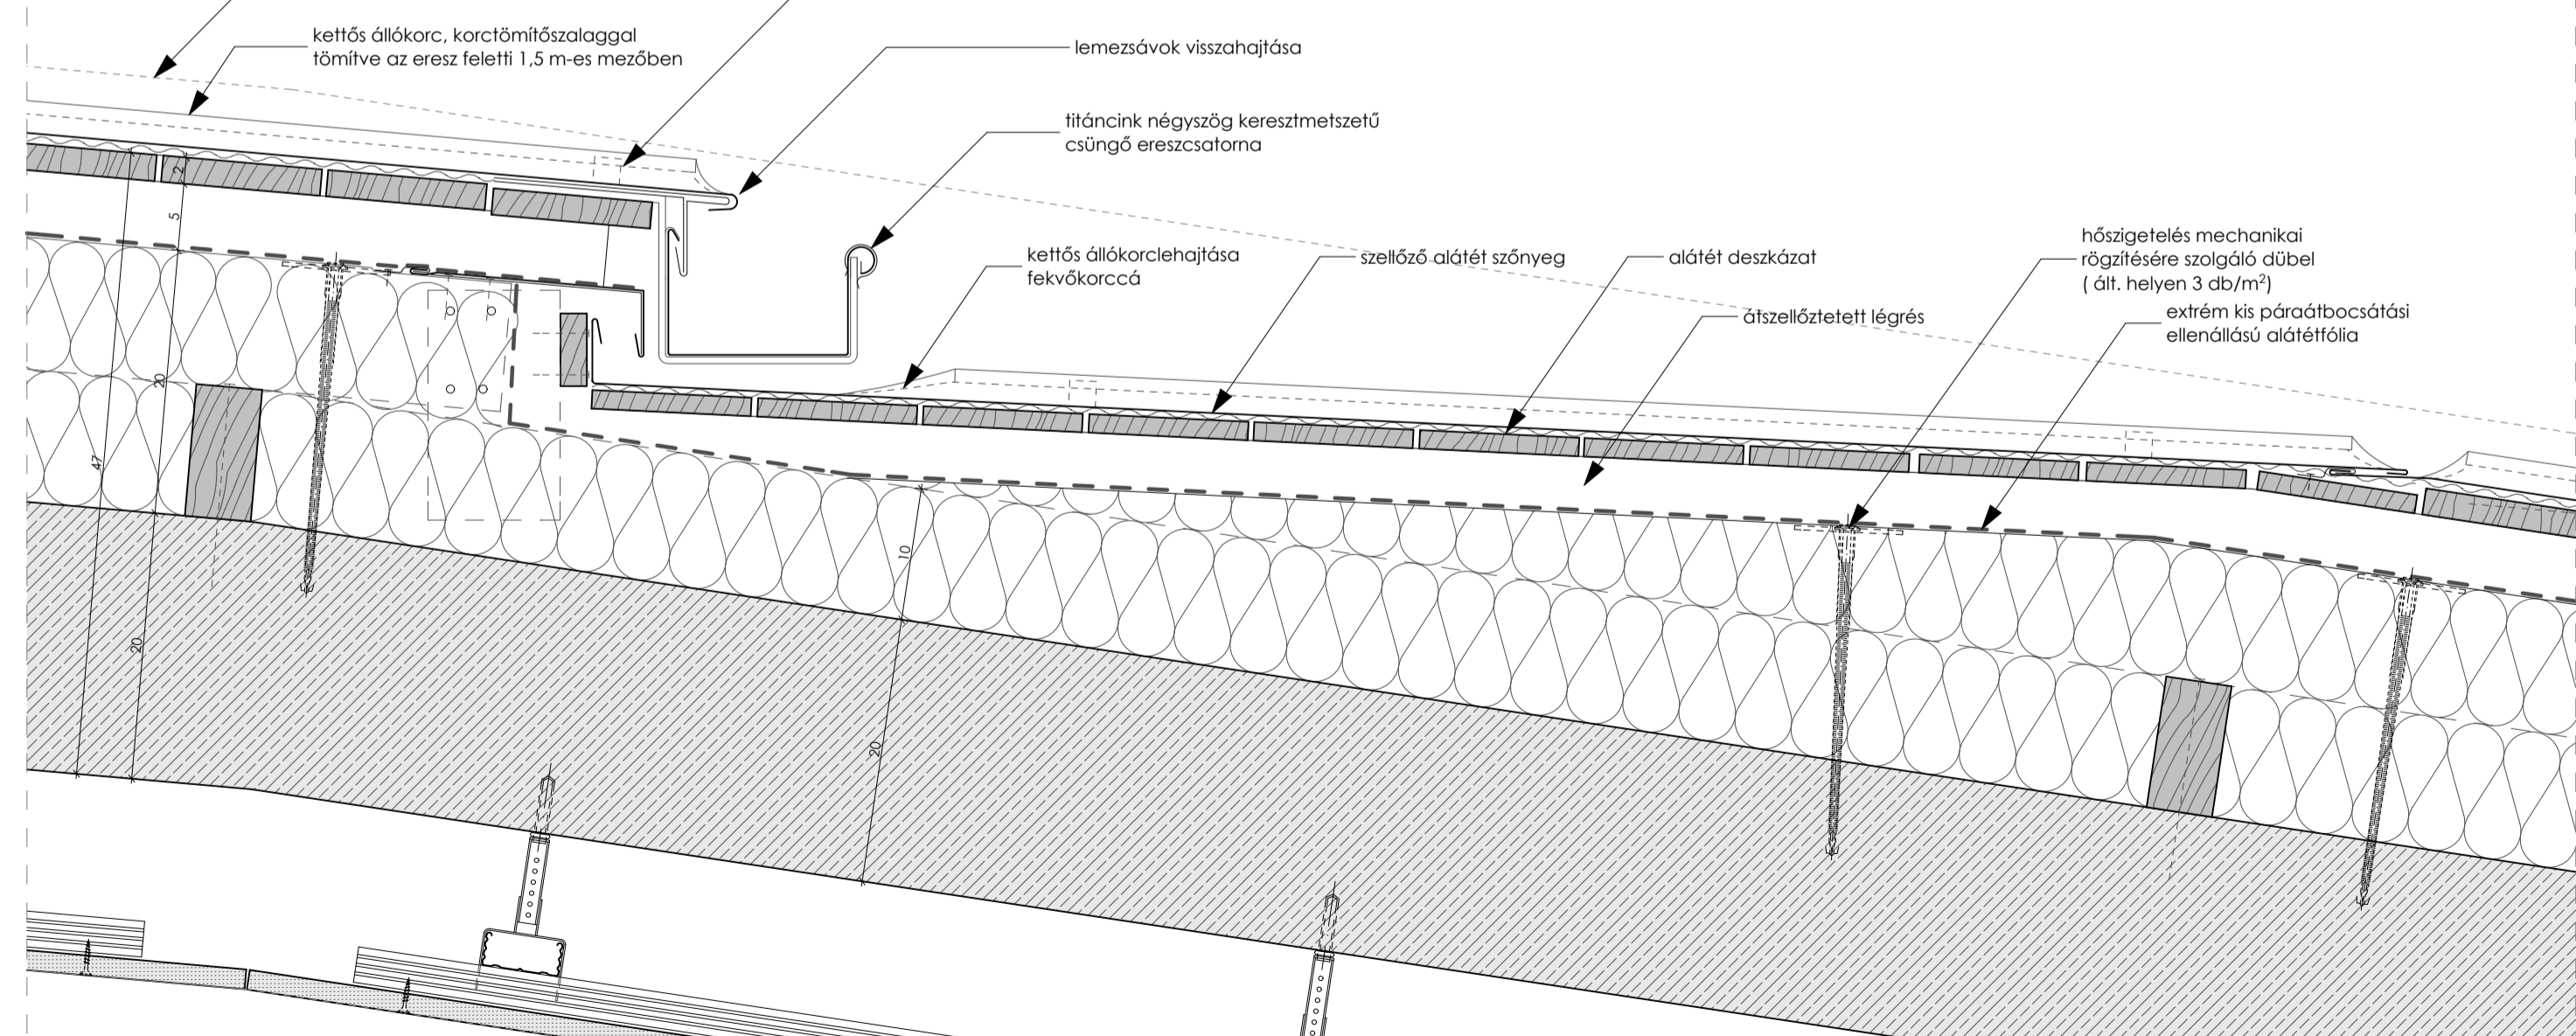 kettős állókorc, korctömítőszalaggal
tömítve az eresz feletti 1,5 m-es mezőben
lemezsávok visszahajtása
titáncink négyszög keresztmetszetű
csüngő ereszcsatorna
kettős állókorclehajtása
fekvőkorccá
szellőző alátét szőnyeg
alátét deszkázat
átszellőztetett légrés
hőszigetelés mechanikai
rögzítésére szolgáló dübel
( ált. helyen 3 db/m²)
extrém kis páraátbocsátási
ellenállású alátétfólia
2
5
20
47
20
10
20